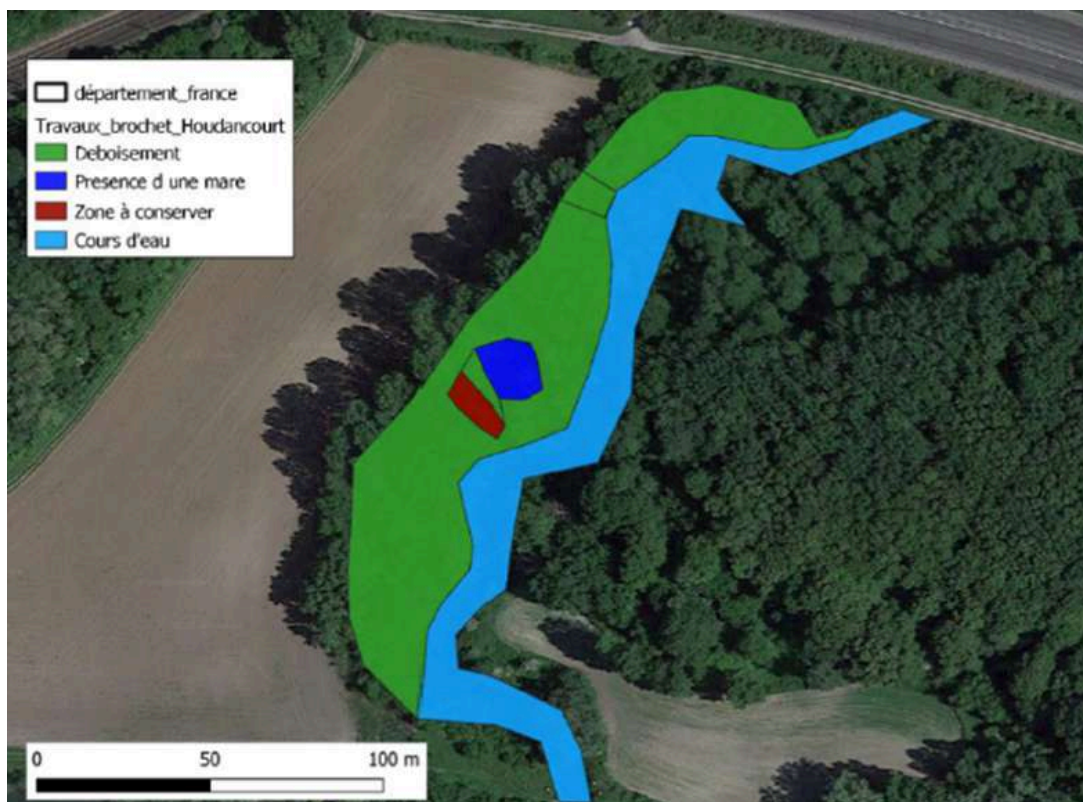 département_france
Travaux_brochet_Houdancourt
Deboisement
Presence d une mare
Zone à conserver
Cours d'eau
0 50 100 m